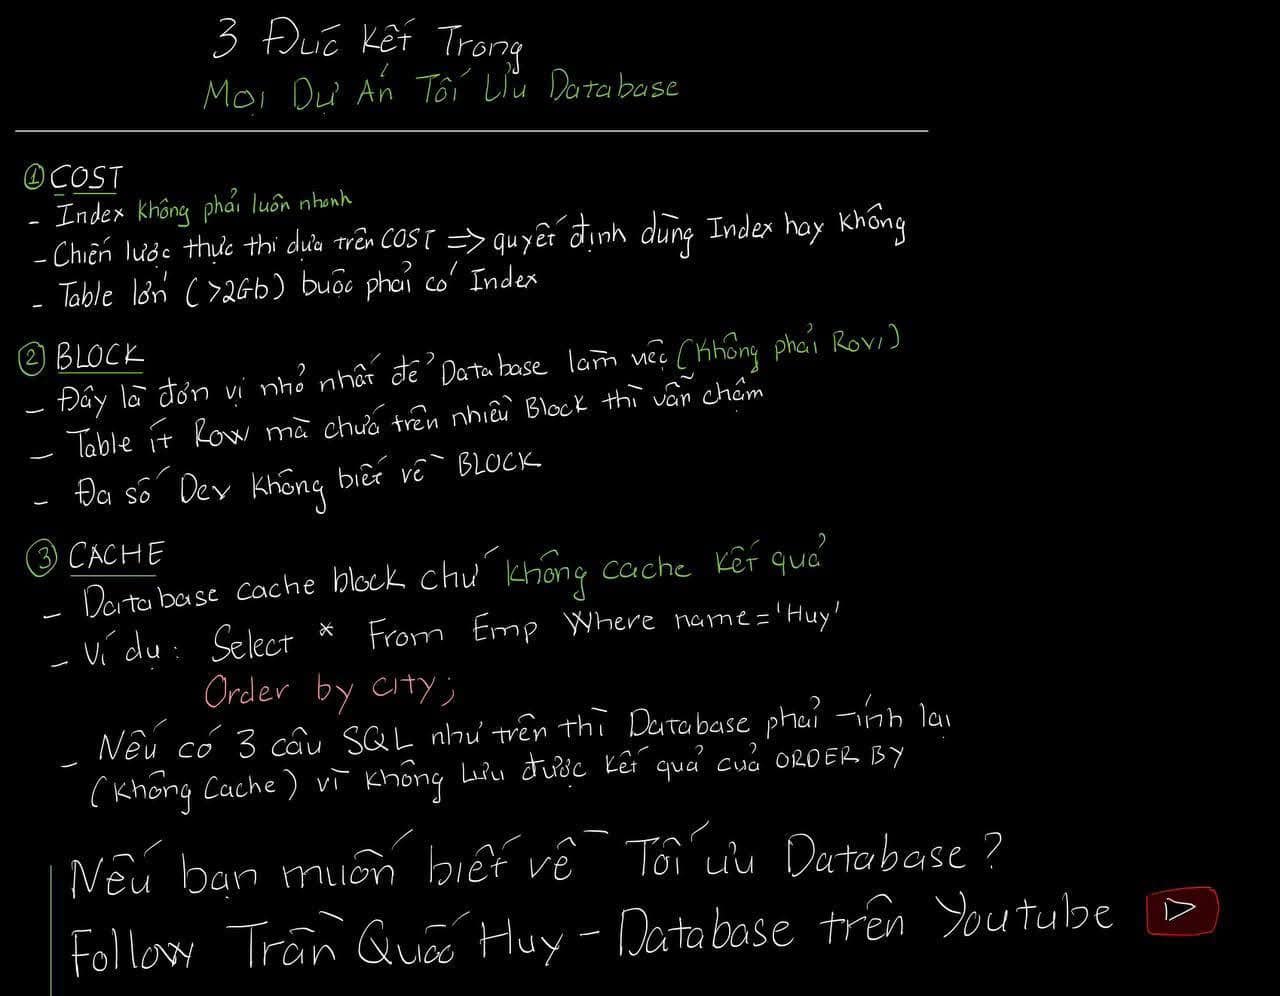 3 Đúc Kết Trong
Mọi Dự Án Tối Ưu Database
① COST
- Index không phải luôn nhanh
- Chiến lược thực thi dựa trên COST => quyết định dùng Index hay không
- Table lớn (>2Gb) buộc phải có Index
② BLOCK
- Đây là đơn vị nhỏ nhất để Database làm việc (không phải Row)
- Table ít Row mà chứa trên nhiều Block thì vẫn chậm
- Đa số Dev không biết về BLOCK
③ CACHE
- Database cache block chứ không cache kết quả
- Ví dụ: Select * From Emp Where name='Huy'
Order by city;
- Nếu có 3 câu SQL như trên thì Database phải tính lại
(không Cache) vì không lưu được kết quả của ORDER BY
Nếu bạn muốn biết về Tối ưu Database?
Follow Trần Quốc Huy - Database trên Youtube